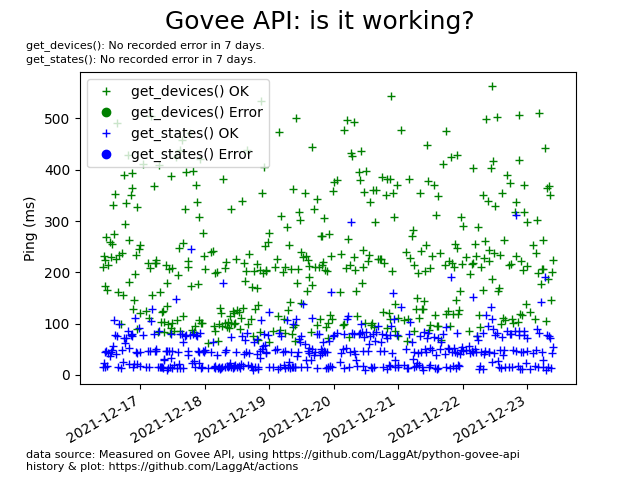 Govee API: is it working?
get_devices(): No recorded error in 7 days.
get_states(): No recorded error in 7 days.
get_devices() OK
get_devices() Error
get_states() OK
get_states() Error
Ping (ms)
500
400
300
200
100
0
2021-12-17
2021-12-18
2021-12-19
2021-12-20
2021-12-21
2021-12-22
2021-12-23
data source: Measured on Govee API, using https://github.com/LaggAt/python-govee-api
history & plot: https://github.com/LaggAt/actions